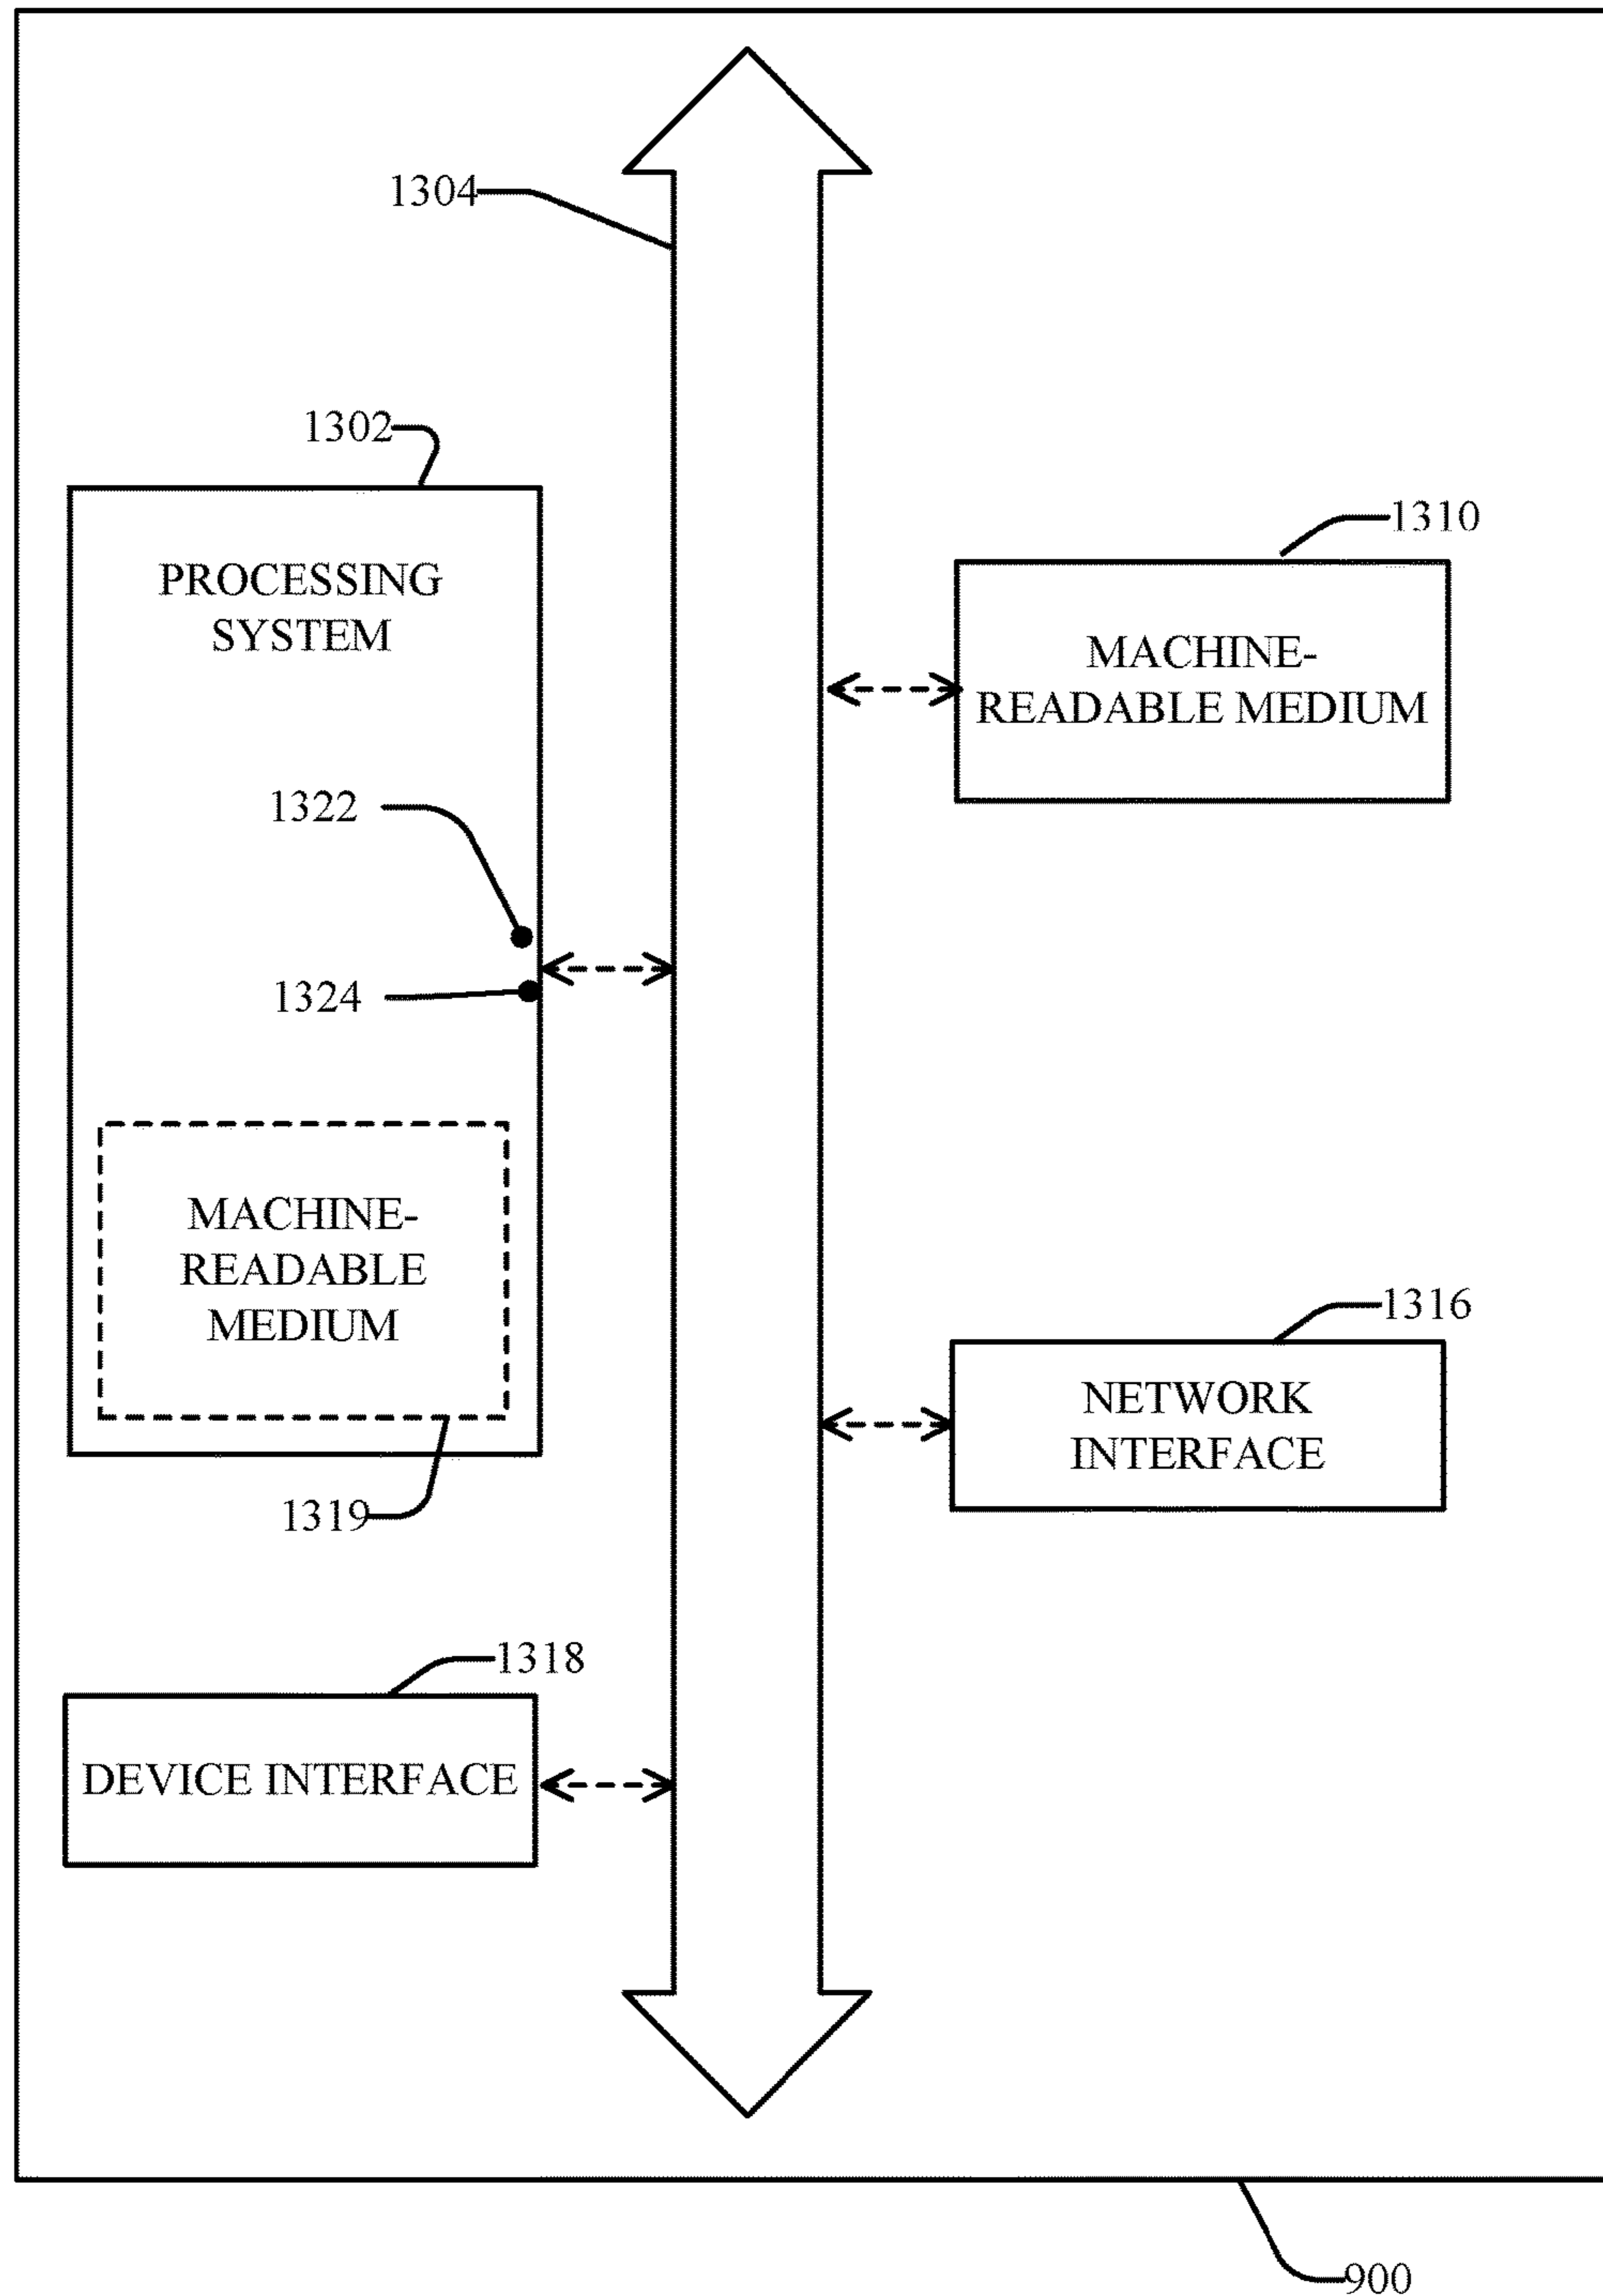 1304
1302
PROCESSING
SYSTEM
1310
MACHINE-
READABLE MEDIUM
1322
1324
MACHINE-
READABLE
MEDIUM
1316
NETWORK
INTERFACE
1319
1318
DEVICE INTERFACE
900